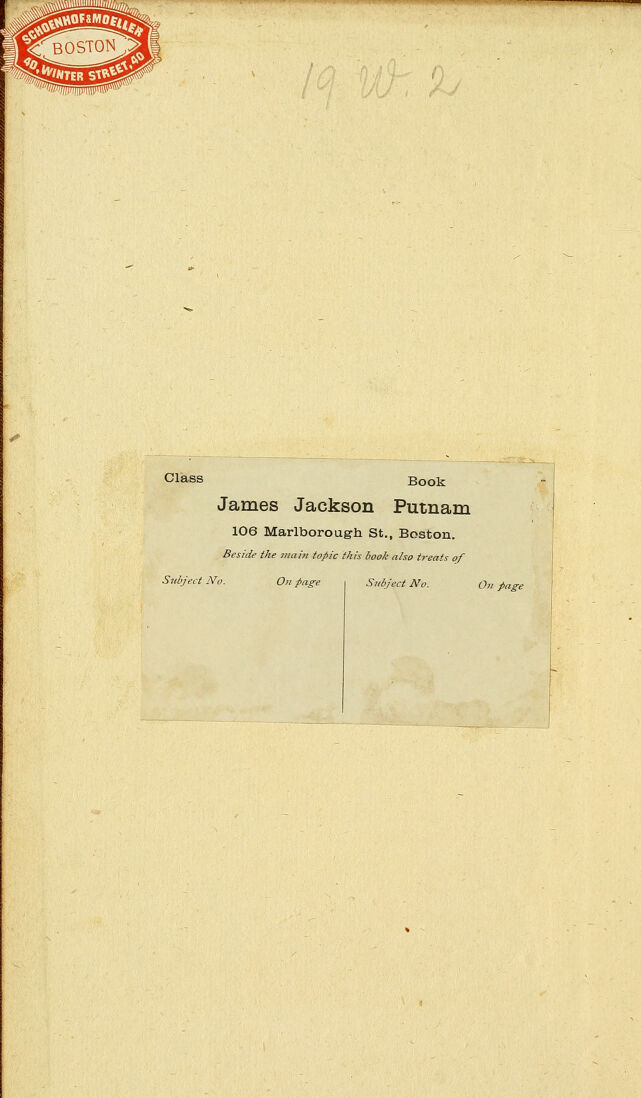 SCHOENHOF & MOELLER
BOSTON
40, WINTER STREET, 40
19 W. 2
Class Book
James Jackson Putnam
106 Marlborough St., Boston.
Beside the main topic this book also treats of
Subject No. On page Subject No. On page